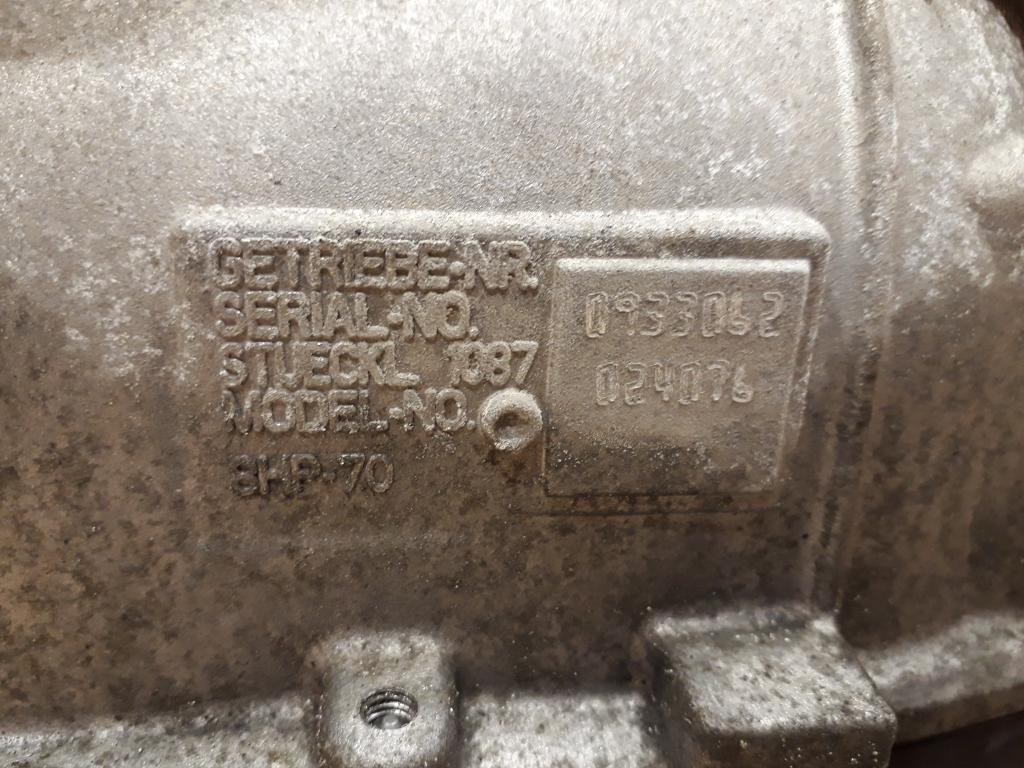 GETRIEBE-NR.
SERIAL-NO.
STUECKL. 1087
MODEL-NO.
8HP-70
0933062
024076